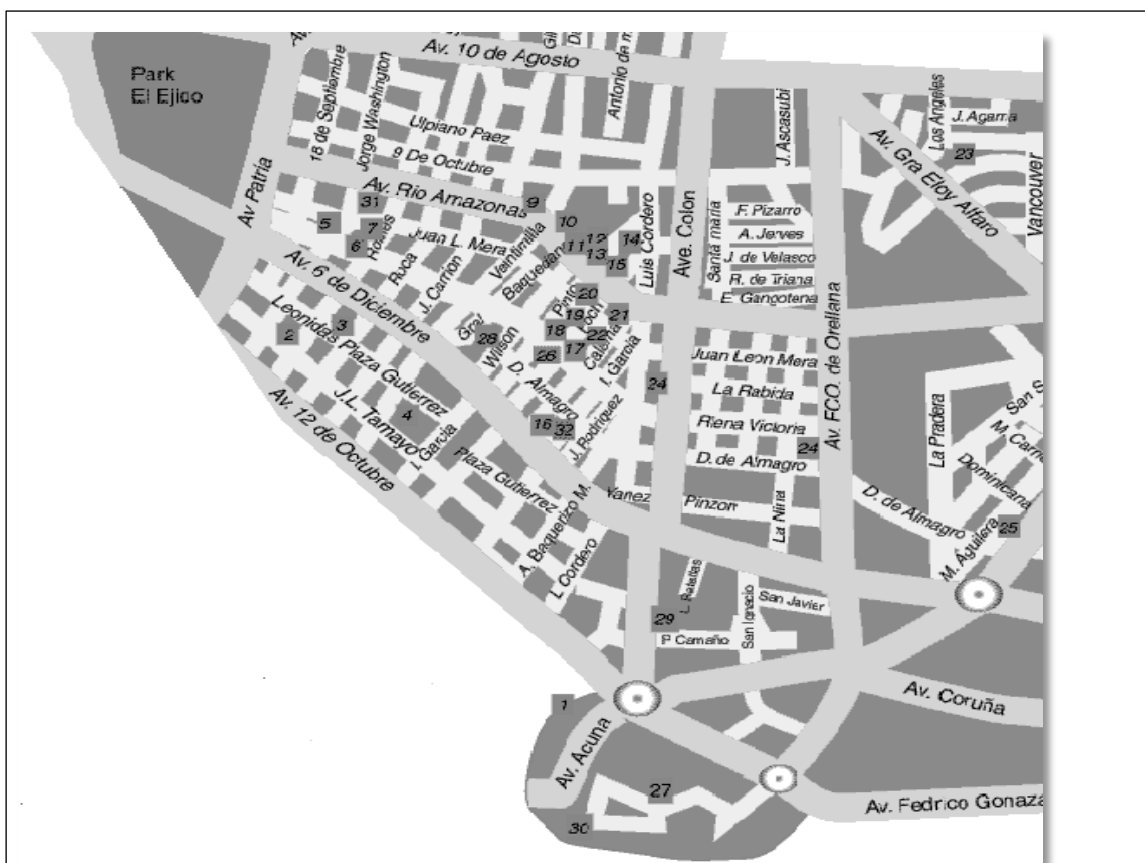 Park
El Ejico
Av. 10 de Agosto
Antonio de m
18 de Septiembre
Jorge Washington
Ulpiano Paez
9 De Octubre
Av. Rio Amazonas
Av Patria
J. Ascasubi
Los Angeles
J. Agama
23
Av. Gra Eloy Alfaro
Vancouver
Ave. Colon
Santa maria
F. Pizarro
A. Jerves
J. de Velasco
R. de Triana
E. Gangotena
Luis Cordero
31
5
7
6
9
10
11
12
13
14
15
Juan L. Mera
Roca
J. Carrion
Veintimilla
Baquedano
Pinto
20
19
21
18
22
17
26
Calama
I. Garcia
28
Wilson
D. Almagro
Av. 6 de Diciembre
Leonidas Plaza Gutierrez
2
3
4
J.L. Tamayo
I. Garcia
Av. 12 de Octubre
Plaza Gutierrez
A. Baquerizo M.
L Cordero
16
32
J. Rodriguez
24
Juan Leon Mera
La Rabida
Riena Victoria
24
D. de Almagro
Yanez Pinzon
La Nina
Av. FCO. de Orellana
La Pradera
San S
M. Carrie
Dominicana
D. de Almagro
M. Aguilera
25
29
P. Camaño
San Ignacio
San Javier
Av. Coruña
1
Av. Acuna
27
30
Av. Fedrico Gonaza